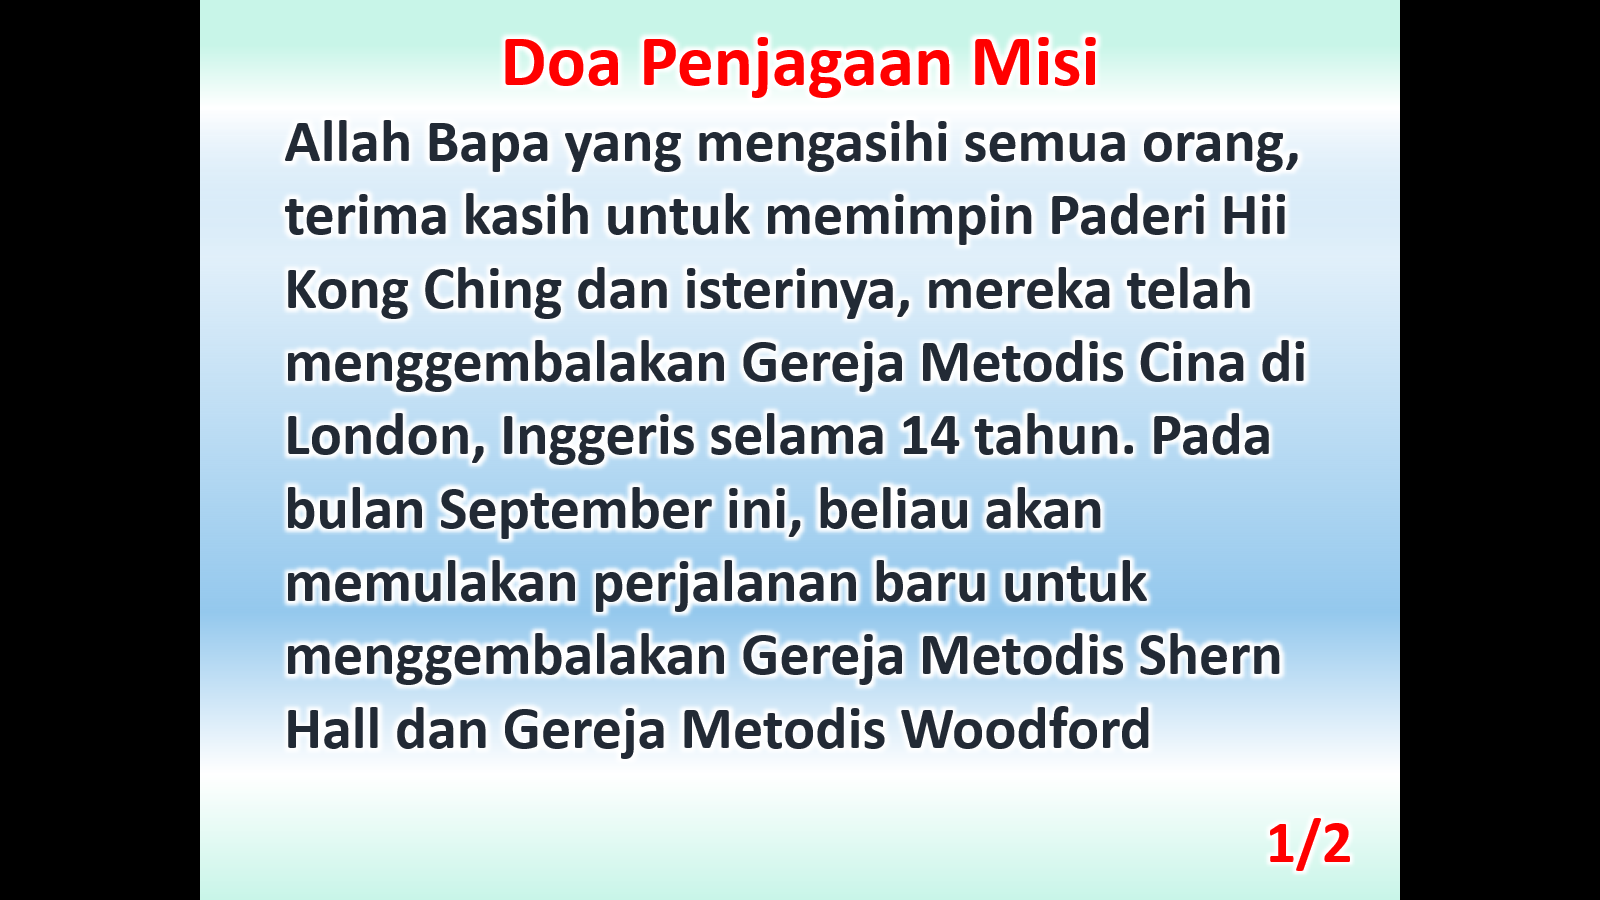 Doa Penjagaan Misi
Allah Bapa yang mengasihi semua orang,
terima kasih untuk memimpin Paderi Hii
Kong Ching dan isterinya, mereka telah
menggembalakan Gereja Metodis Cina di
London, Inggeris selama 14 tahun. Pada
bulan September ini, beliau akan
memulakan perjalanan baru untuk
menggembalakan Gereja Metodis Shern
Hall dan Gereja Metodis Woodford
1/2